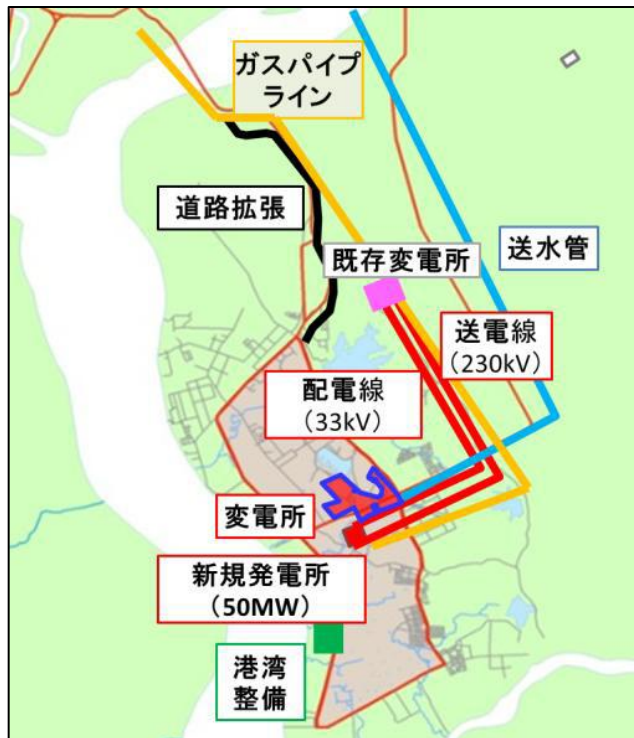 ガスパイプ
ライン
道路拡張
既存変電所
送水管
送電線
（230kV）
配電線
（33kV）
変電所
新規発電所
（50MW）
港湾
整備